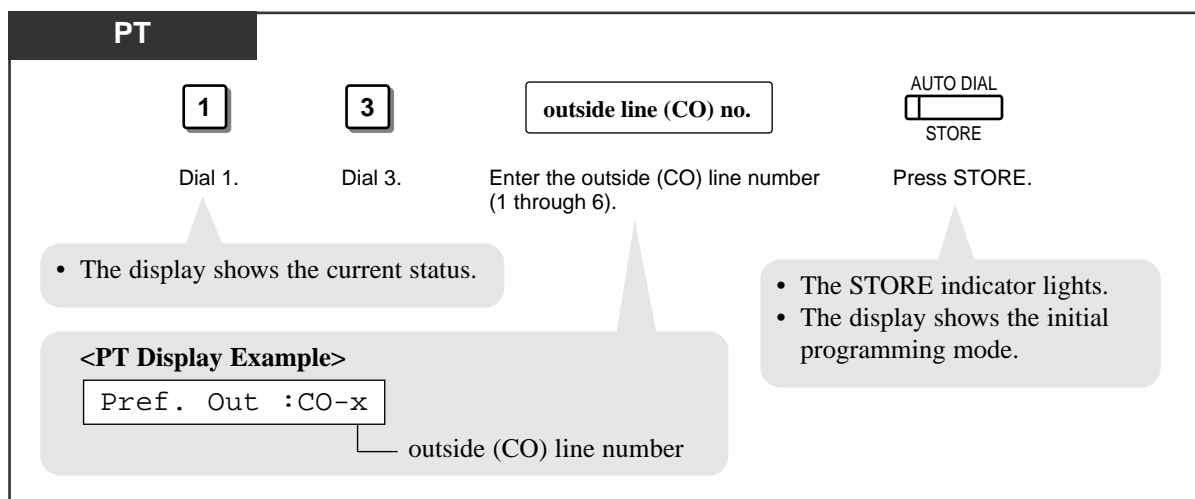 PT
1
3
outside line (CO) no.
AUTO DIAL
STORE
Dial 1.
Dial 3.
Enter the outside (CO) line number
(1 through 6).
Press STORE.
• The display shows the current status.
• The STORE indicator lights.
• The display shows the initial
programming mode.
<PT Display Example>
Pref. Out :CO-x
outside (CO) line number